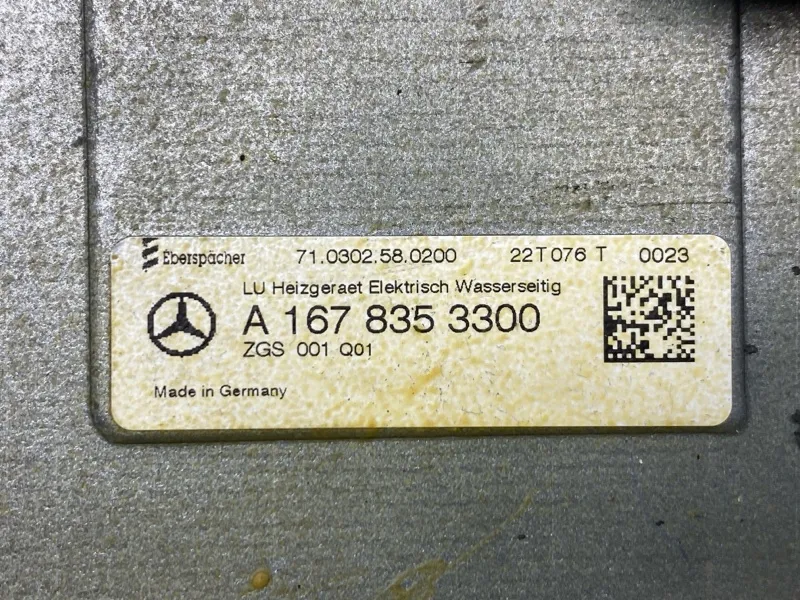 Eberspächer 71.0302.58.0200 22T076 T 0023
LU Heizgeraet Elektrisch Wasserseitig
A 167 835 3300
ZGS 001 Q01
Made in Germany